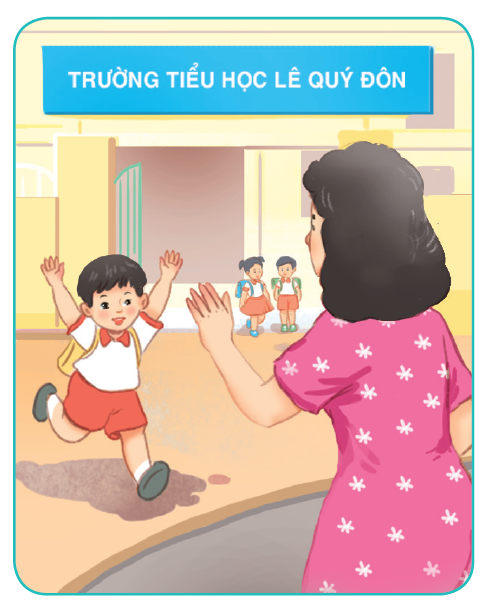 TRƯỜNG TIỂU HỌC LÊ QUÝ ĐÔN